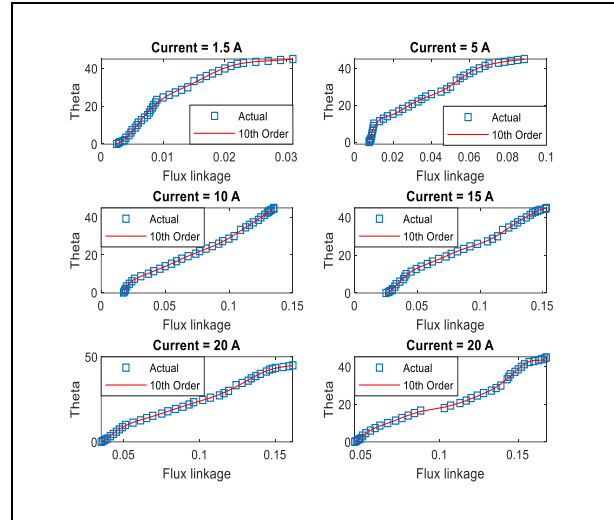 Current = 1.5 A
Theta
40
20
0
0
0.01
0.02
0.03
Flux linkage
Actual
10th Order
Current = 5 A
Theta
40
20
0
0
0.02
0.04
0.06
0.08
0.1
Flux linkage
Actual
10th Order
Current = 10 A
Theta
40
20
0
0
0.05
0.1
0.15
Flux linkage
Actual
10th Order
Current = 15 A
Theta
40
20
0
0
0.05
0.1
0.15
Flux linkage
Actual
10th Order
Current = 20 A
Theta
50
0
0.05
0.1
0.15
Flux linkage
Actual
10th Order
Current = 20 A
Theta
40
20
0
0.05
0.1
0.15
Flux linkage
Actual
10th Order